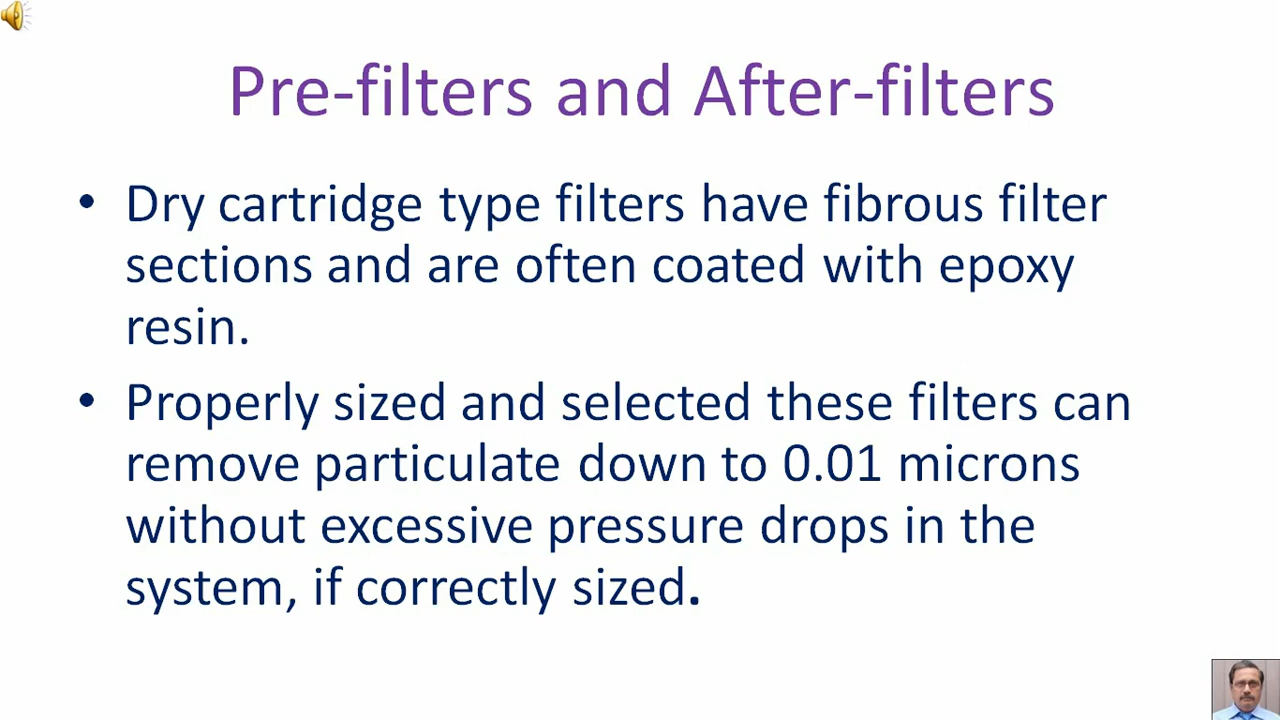 Pre-filters and After-filters
• Dry cartridge type filters have fibrous filter
sections and are often coated with epoxy
resin.
• Properly sized and selected these filters can
remove particulate down to 0.01 microns
without excessive pressure drops in the
system, if correctly sized.